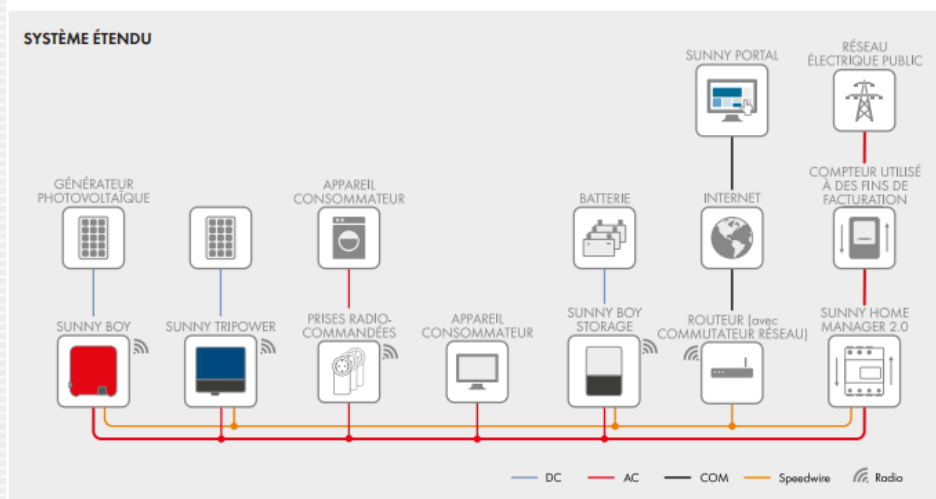 SYSTÈME ÉTENDU
SUNNY PORTAL
RÉSEAU
ÉLECTRIQUE PUBLIC
GÉNÉRATEUR
PHOTOVOLTAÏQUE
APPAREIL
CONSOMMATEUR
BATTERIE
INTERNET
COMPTEUR UTILISÉ
À DES FINS DE
FACTURATION
SUNNY BOY
SUNNY TRIPOWER
PRISES RADIO-
COMMANDÉES
APPAREIL
CONSOMMATEUR
SUNNY BOY
STORAGE
ROUTEUR (avec
COMMUTATEUR RÉSEAU)
SUNNY HOME
MANAGER 2.0
DC
AC
COM
Speedwire
Radio